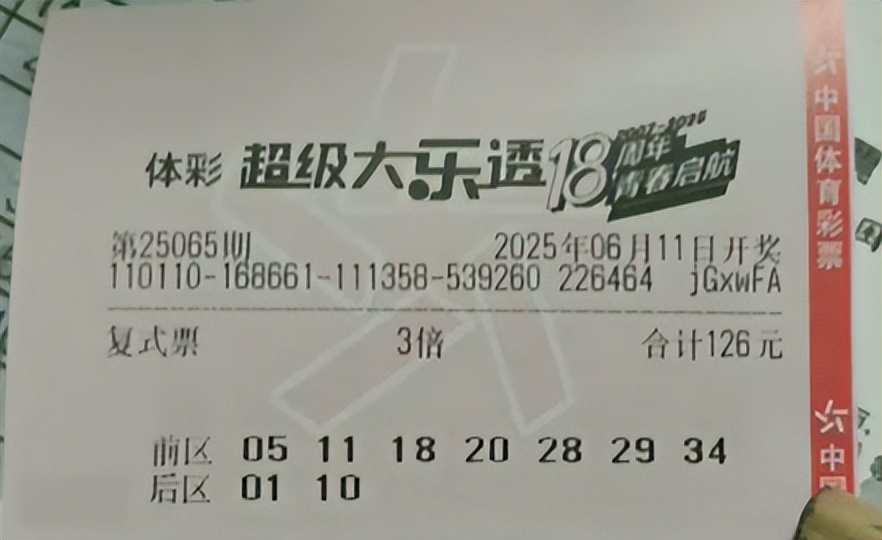 体彩 超级大乐透 18周年 2007-2025 青春启航
第25065期 2025年06月11日开奖
110110-168661-111358-539260 226464 jGxwFA
复式票 3倍 合计126元
前区 05 11 18 20 28 29 34
后区 01 10
中国体育彩票
中国